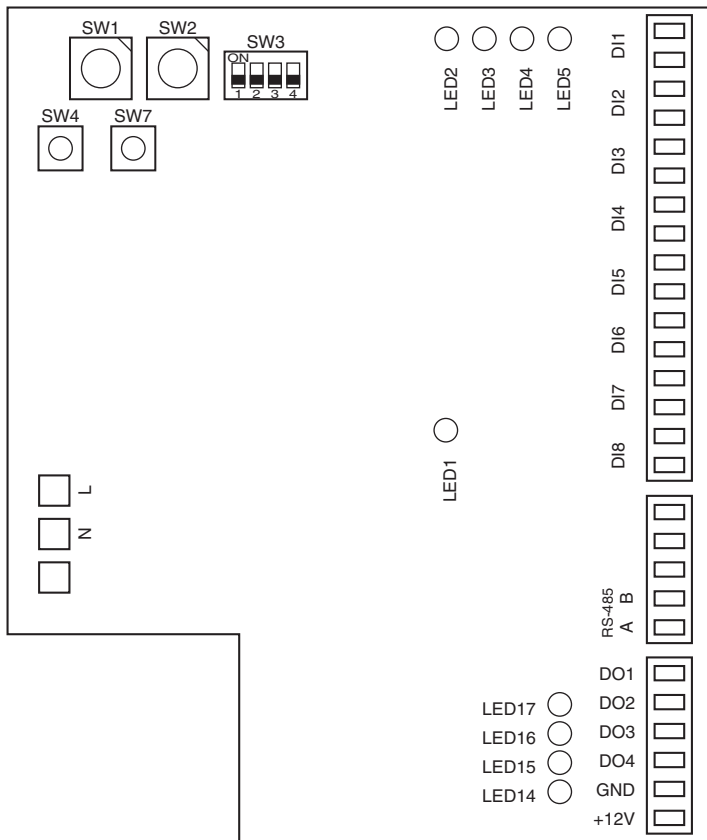 SW1
SW2
SW3
ON
1 2 3 4
SW4
SW7
LED2
LED3
LED4
LED5
DI1
DI2
DI3
DI4
DI5
DI6
DI7
DI8
LED1
L
N
RS-485
B
A
DO1
DO2
DO3
DO4
GND
+12V
LED17
LED16
LED15
LED14